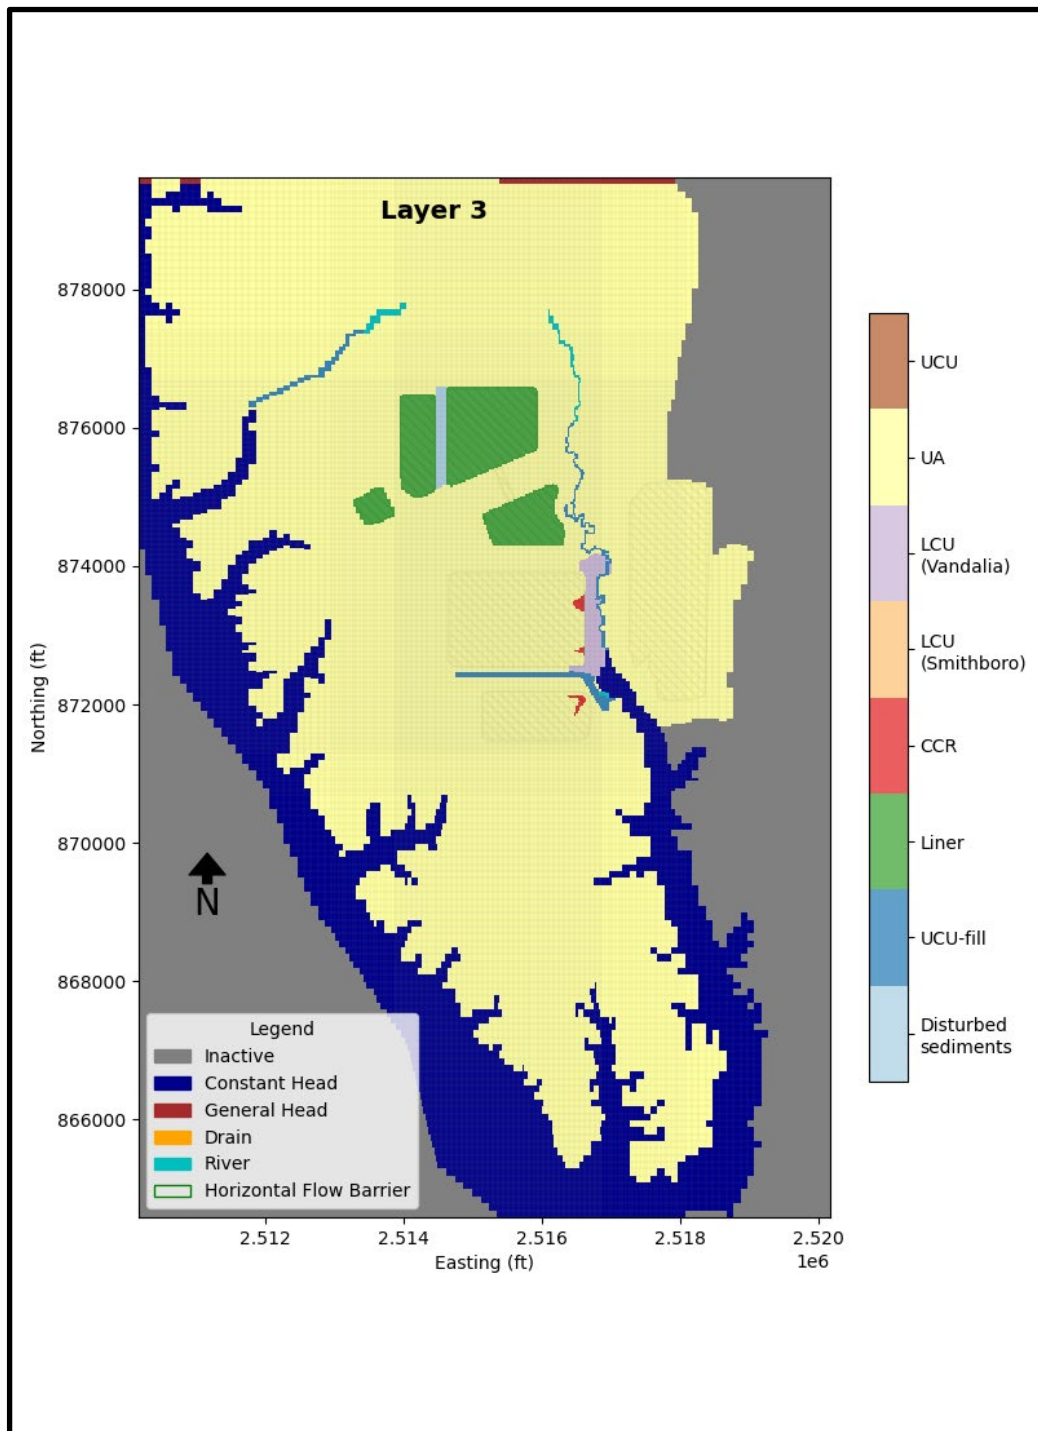 Layer 3
878000
876000
874000
872000
870000
868000
866000
Northing (ft)
N
Legend
Inactive
Constant Head
General Head
Drain
River
Horizontal Flow Barrier
2.512
2.514
2.516
2.518
2.520
1e6
Easting (ft)
UCU
UA
LCU
(Vandalia)
LCU
(Smithboro)
CCR
Liner
UCU-fill
Disturbed
sediments